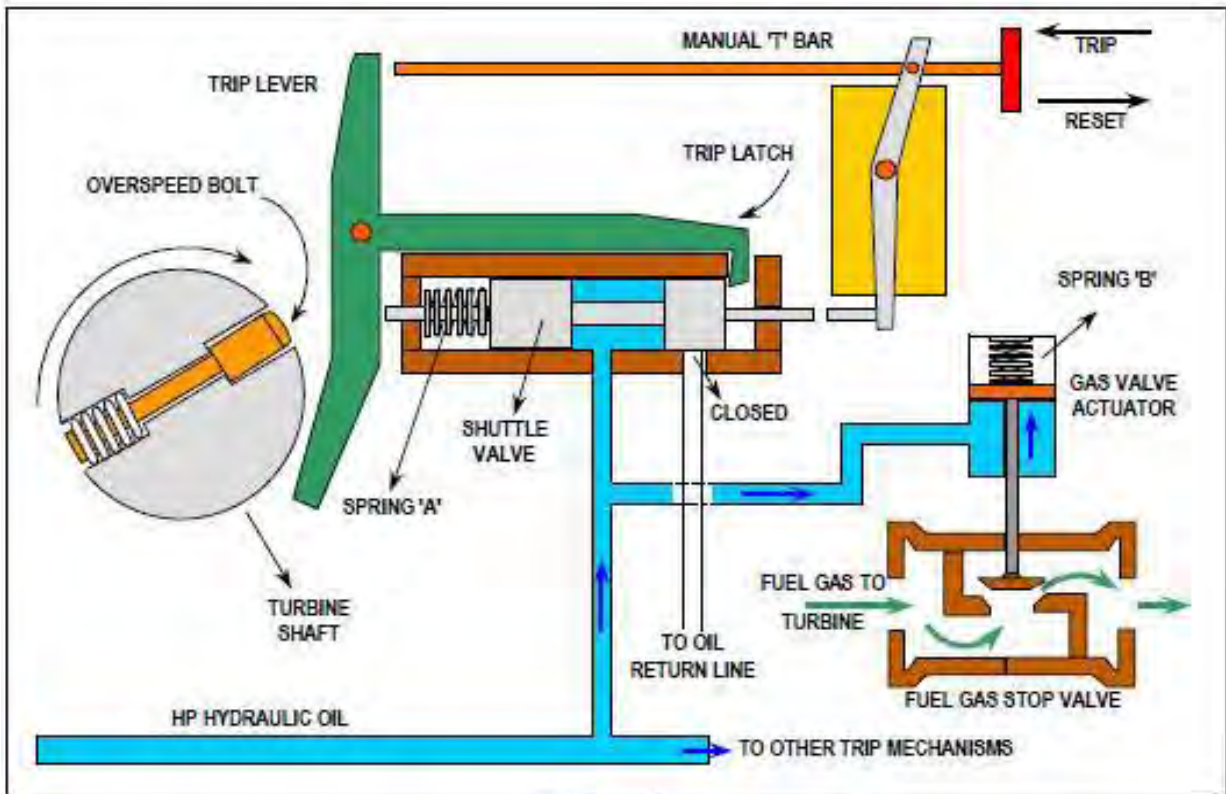 MANUAL 'T' BAR
TRIP
TRIP LEVER
RESET
TRIP LATCH
OVERSPEED BOLT
SPRING 'B'
GAS VALVE
ACTUATOR
CLOSED
SHUTTLE
VALVE
SPRING 'A'
FUEL GAS TO
TURBINE
TURBINE
SHAFT
TO OIL
RETURN LINE
FUEL GAS STOP VALVE
HP HYDRAULIC OIL
TO OTHER TRIP MECHANISMS